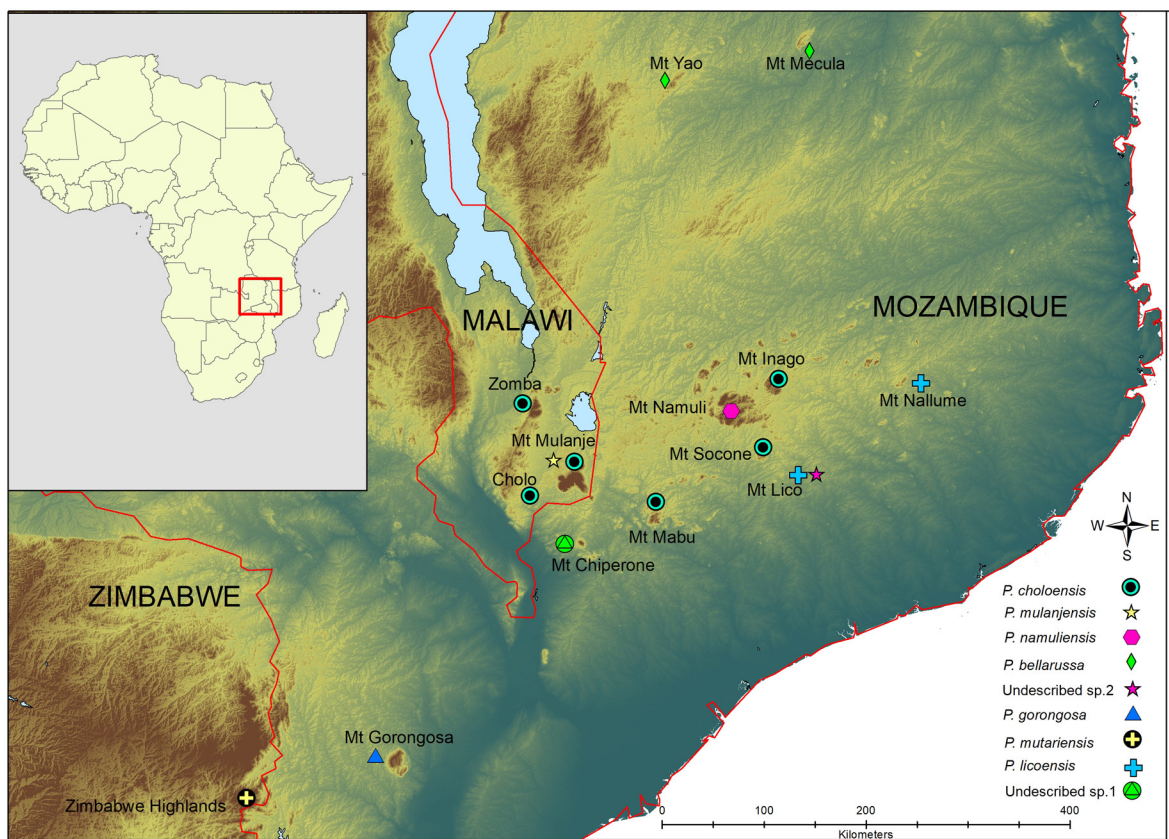 Mt Yao
Mt Mecula
MALAWI
MOZAMBIQUE
Mt Inago
Zomba
Mt Nallume
Mt Namuli
Mt Mulanje
Mt Socone
Cholo
Mt Lico
Mt Mabu
Mt Chiperone
ZIMBABWE
Mt Gorongosa
Zimbabwe Highlands
N
W E
S
P. choloensis
P. mulanjensis
P. namuliensis
P. bellarussa
Undescribed sp.2
P. gorongosa
P. mutariensis
P. licoensis
Undescribed sp.1
0 100 200 400
Kilometers